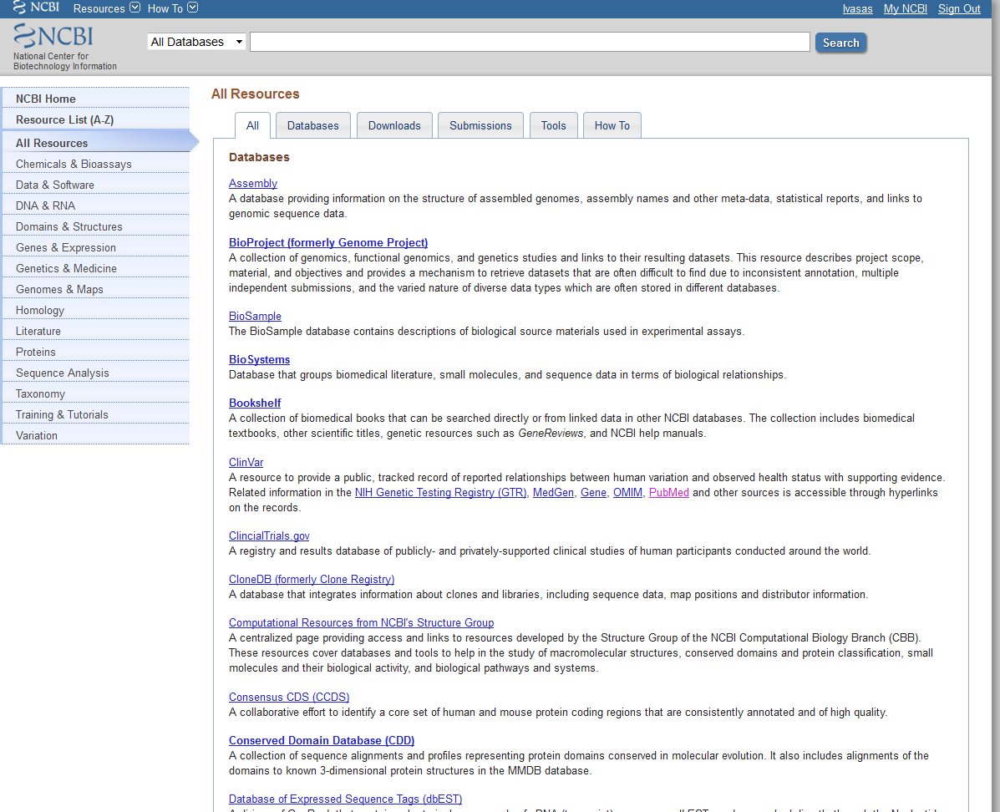 NCBI Resources How To lvasas My NCBI Sign Out
NCBI All Databases Search
National Center for
Biotechnology Information
NCBI Home
Resource List (A-Z)
All Resources
Chemicals & Bioassays
Data & Software
DNA & RNA
Domains & Structures
Genes & Expression
Genetics & Medicine
Genomes & Maps
Homology
Literature
Proteins
Sequence Analysis
Taxonomy
Training & Tutorials
Variation
All Resources
All Databases Downloads Submissions Tools How To
Databases
Assembly
A database providing information on the structure of assembled genomes, assembly names and other meta-data, statistical reports, and links to
genomic sequence data.
BioProject (formerly Genome Project)
A collection of genomics, functional genomics, and genetics studies and links to their resulting datasets. This resource describes project scope,
material, and objectives and provides a mechanism to retrieve datasets that are often difficult to find due to inconsistent annotation, multiple
independent submissions, and the varied nature of diverse data types which are often stored in different databases.
BioSample
The BioSample database contains descriptions of biological source materials used in experimental assays.
BioSystems
Database that groups biomedical literature, small molecules, and sequence data in terms of biological relationships.
Bookshelf
A collection of biomedical books that can be searched directly or from linked data in other NCBI databases. The collection includes biomedical
textbooks, other scientific titles, genetic resources such as GeneReviews, and NCBI help manuals.
ClinVar
A resource to provide a public, tracked record of reported relationships between human variation and observed health status with supporting evidence.
Related information in the NIH Genetic Testing Registry (GTR), MedGen, Gene, OMIM, PubMed and other sources is accessible through hyperlinks
on the records.
ClincialTrials.gov
A registry and results database of publicly- and privately-supported clinical studies of human participants conducted around the world.
CloneDB (formerly Clone Registry)
A database that integrates information about clones and libraries, including sequence data, map positions and distributor information.
Computational Resources from NCBI's Structure Group
A centralized page providing access and links to resources developed by the Structure Group of the NCBI Computational Biology Branch (CBB).
These resources cover databases and tools to help in the study of macromolecular structures, conserved domains and protein classification, small
molecules and their biological activity, and biological pathways and systems.
Consensus CDS (CCDS)
A collaborative effort to identify a core set of human and mouse protein coding regions that are consistently annotated and of high quality.
Conserved Domain Database (CDD)
A collection of sequence alignments and profiles representing protein domains conserved in molecular evolution. It also includes alignments of the
domains to known 3-dimensional protein structures in the MMDB database.
Database of Expressed Sequence Tags (dbEST)